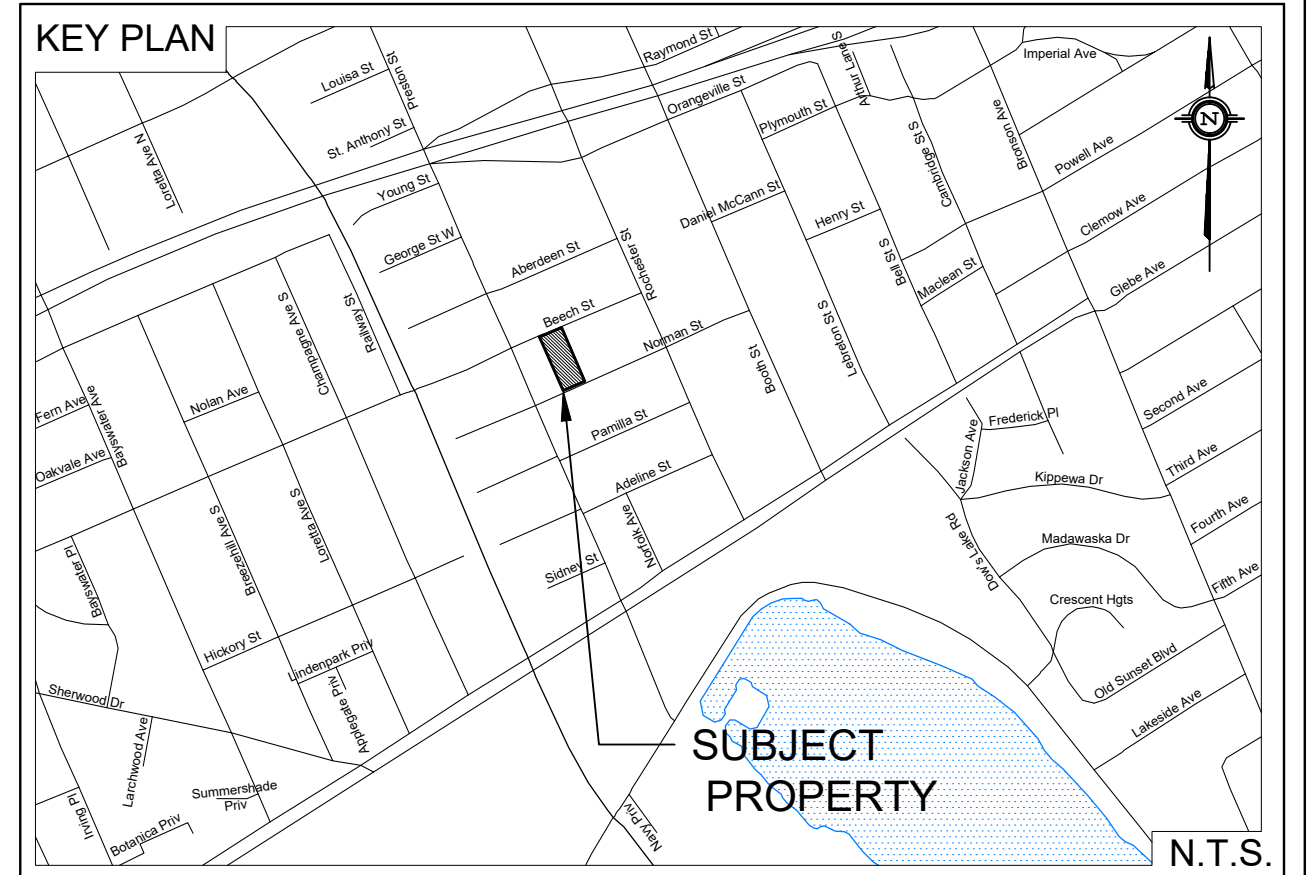 KEY PLAN
Louisa St
Preston St
Raymond St
Arthur Lane S
Imperial Ave
St. Anthony St
Orangeville St
Plymouth St
Cambridge St S
Bronson Ave
N
Loretta Ave N
Young St
Powell Ave
Daniel McCann St
Henry St
Clemow Ave
George St W
Aberdeen St
Rochester St
Bell St S
Maclean St
Glebe Ave
Champagne Ave S
Railway St
Beech St
Norman St
Lebreton St S
Booth St
Fern Ave
Bayswater Ave
Nolan Ave
Second Ave
Pamilla St
Frederick Pl
Jackson Ave
Oakvale Ave
Adeline St
Third Ave
Kippewa Dr
Breezehill Ave S
Loretta Ave S
Norfolk Ave
Fourth Ave
Dow's Lake Rd
Madawaska Dr
Bayswater Pl
Sidney St
Fifth Ave
Crescent Hgts
Hickory St
Lindenpark Priv
Old Sunset Blvd
Sherwood Dr
Applegate Priv
Lakeside Ave
Larchwood Ave
SUBJECT
PROPERTY
Summershade
Priv
Irving Pl
Botanica Priv
Navy Priv
N.T.S.